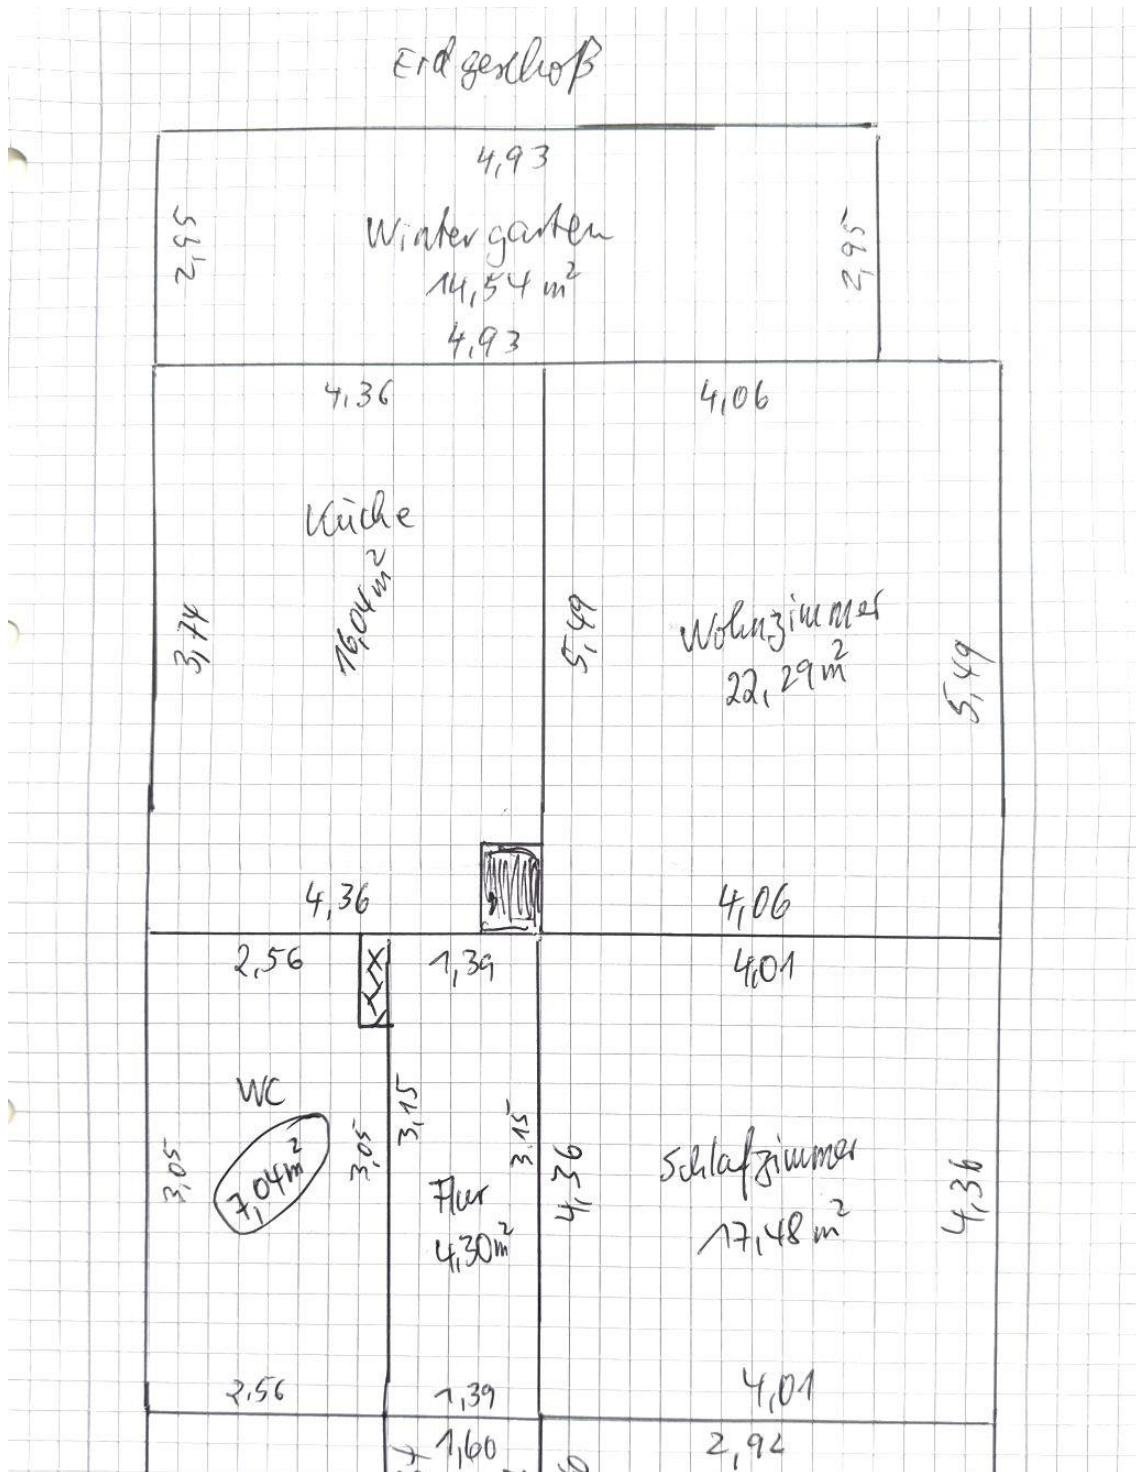 Erdgeschoß
4,93
2,95
Wintergarten
2,95
14,54 m²
4,93
4,36
4,06
Küche
16,04 m²
3,74
5,49
Wohnzimmer
22,29 m²
5,49
4,36
4,06
2,56
1,39
4,01
WC
7,04 m²
3,05
3,05
3,15
3.15
Flur
4,30 m²
4,36
Schlafzimmer
17,48 m²
4,36
2,56
1,39
4,01
1,60
2,92